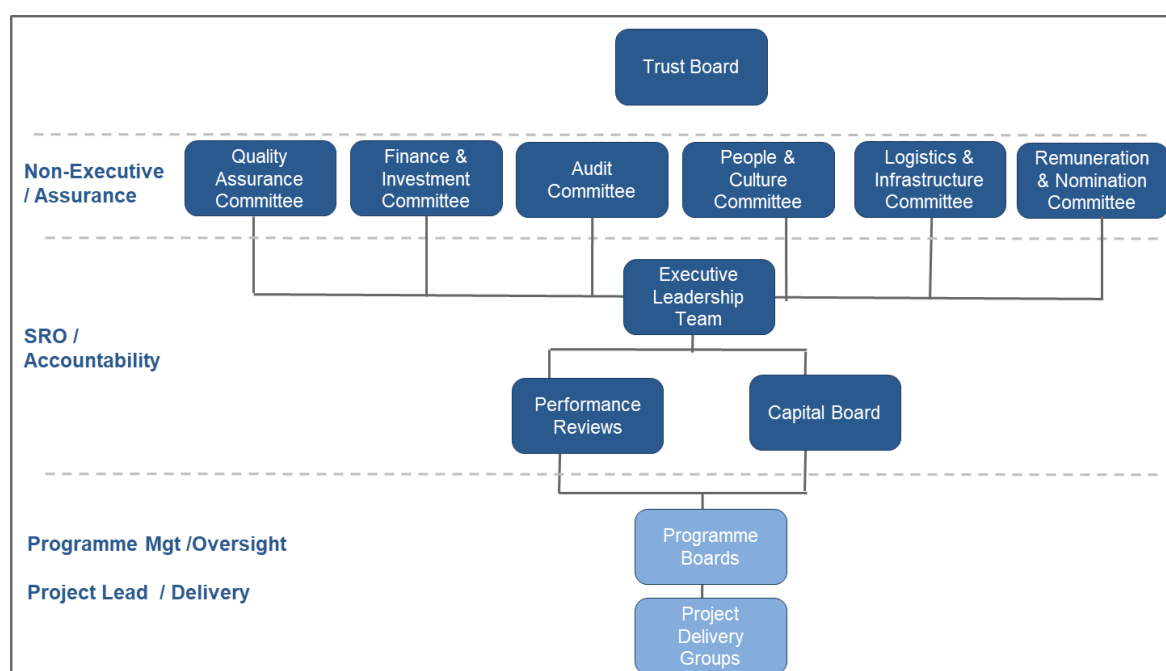 Trust Board
Non-Executive
/ Assurance
Quality
Assurance
Committee
Finance &
Investment
Committee
Audit
Committee
People &
Culture
Committee
Logistics &
Infrastructure
Committee
Remuneration
& Nomination
Committee
Executive
Leadership
Team
SRO /
Accountability
Performance
Reviews
Capital Board
Programme Mgt /Oversight
Programme
Boards
Project Lead  / Delivery
Project
Delivery
Groups